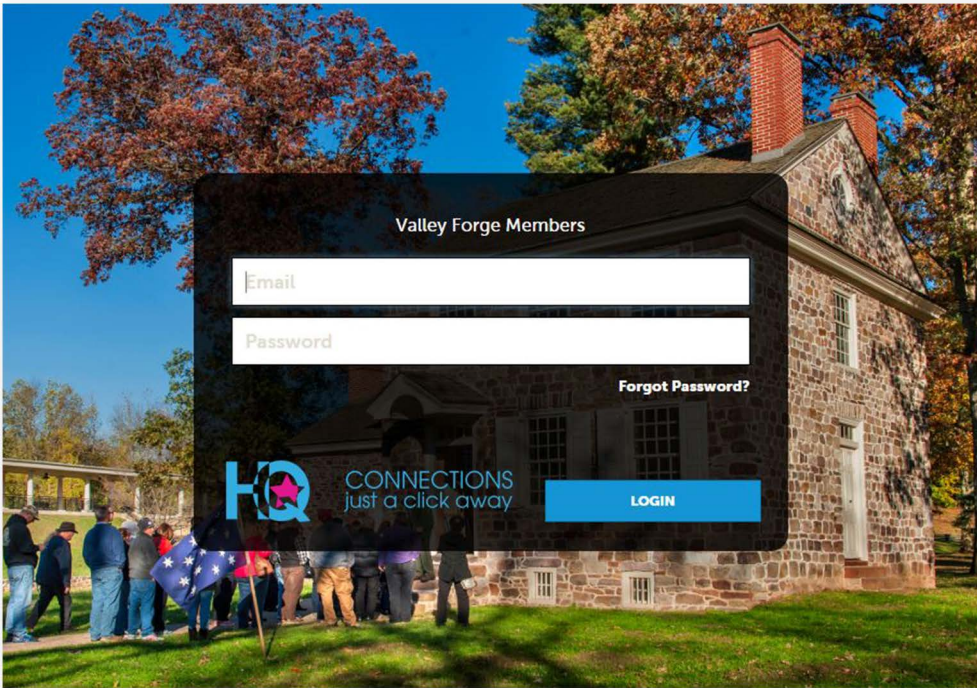 Valley Forge Members
Email
Password
Forgot Password?
HQ
CONNECTIONS
just a click away
LOGIN